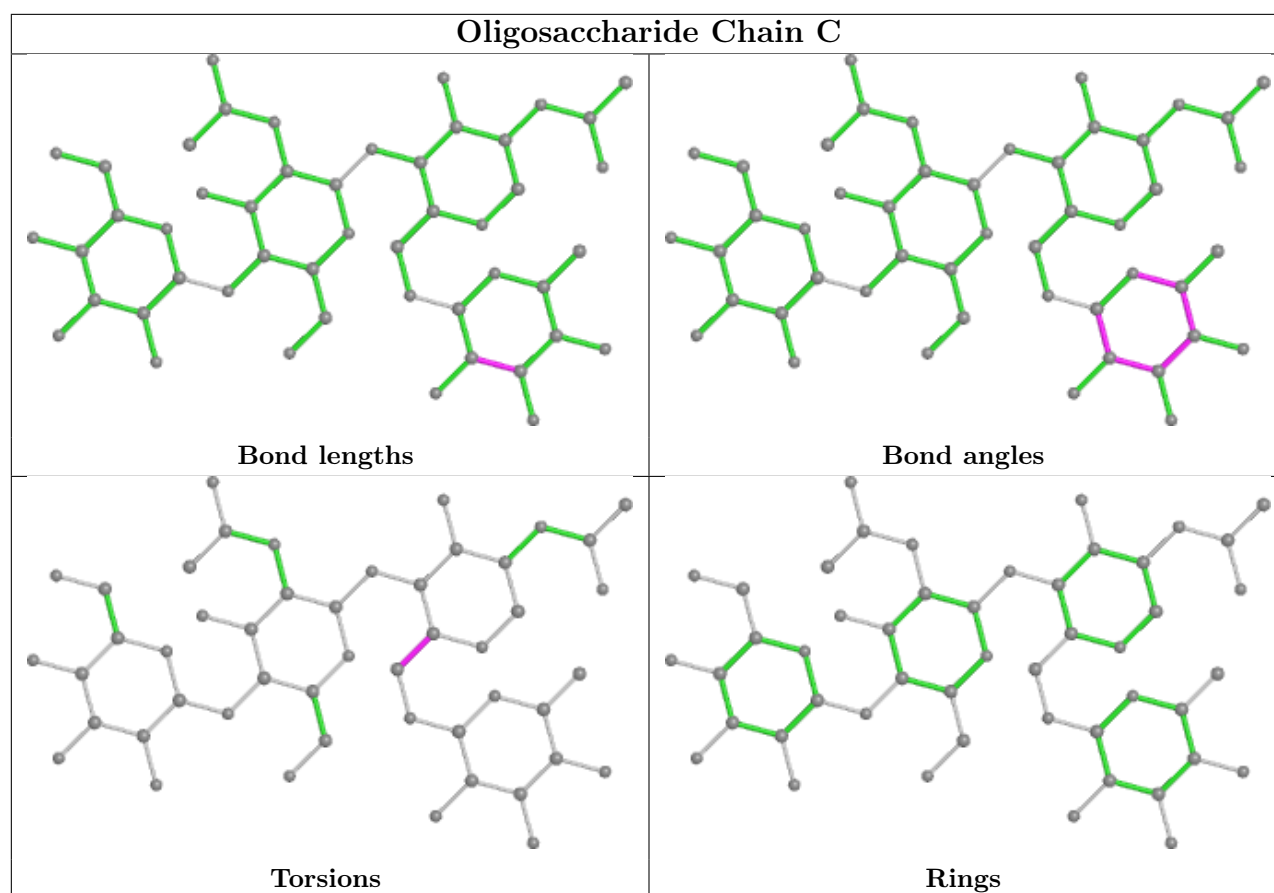 Oligosaccharide Chain C
Bond lengths
Bond angles
Torsions
Rings